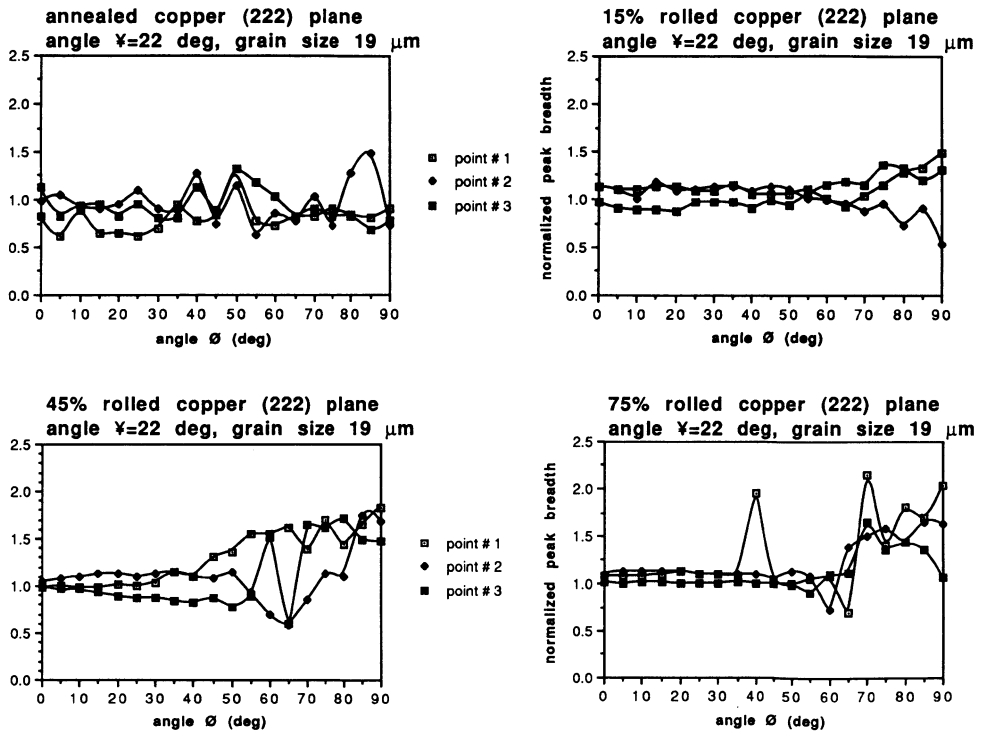 annealed copper (222) plane
angle ¥=22 deg, grain size 19 μm
2.5
2.0
1.5
1.0
0.5
0.0
0 10 20 30 40 50 60 70 80 90
angle Ø (deg)
point # 1
point # 2
point # 3
15% rolled copper (222) plane
angle ¥=22 deg, grain size 19 μm
normalized peak breadth
2.5
2.0
1.5
1.0
0.5
0.0
0 10 20 30 40 50 60 70 80 90
angle Ø (deg)
45% rolled copper (222) plane
angle ¥=22 deg, grain size 19 μm
2.5
2.0
1.5
1.0
0.5
0.0
0 10 20 30 40 50 60 70 80 90
angle Ø (deg)
point # 1
point # 2
point # 3
75% rolled copper (222) plane
angle ¥=22 deg, grain size 19 μm
normalized peak breadth
2.5
2.0
1.5
1.0
0.5
0.0
0 10 20 30 40 50 60 70 80 90
angle Ø (deg)